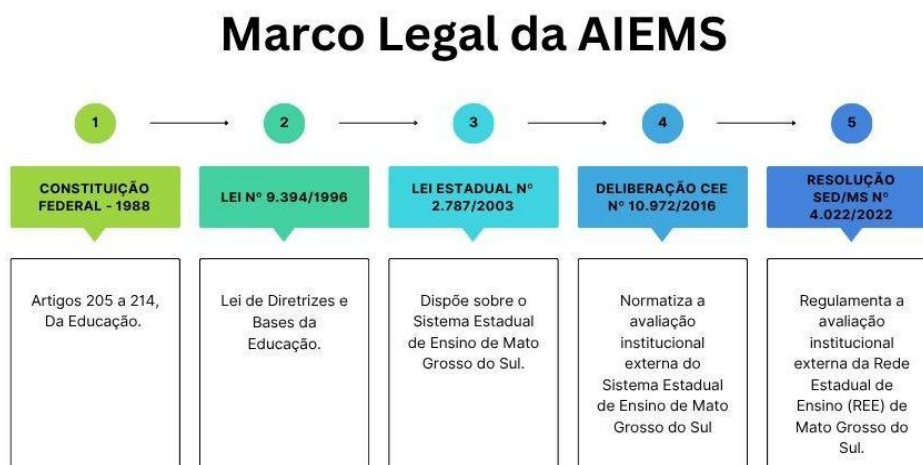 Marco Legal da AIEMS
1
2
3
4
5
CONSTITUIÇÃO
FEDERAL - 1988
LEI Nº 9.394/1996
LEI ESTADUAL Nº
2.787/2003
DELIBERAÇÃO CEE
Nº 10.972/2016
RESOLUÇÃO
SED/MS Nº
4.022/2022
Artigos 205 a 214,
Da Educação.
Lei de Diretrizes e
Bases da
Educação.
Dispõe sobre o
Sistema Estadual
de Ensino de Mato
Grosso do Sul.
Normatiza a
avaliação
institucional
externa do
Sistema Estadual
de Ensino de Mato
Grosso do Sul
Regulamenta a
avaliação
institucional
externa da Rede
Estadual de
Ensino (REE) de
Mato Grosso do
Sul.